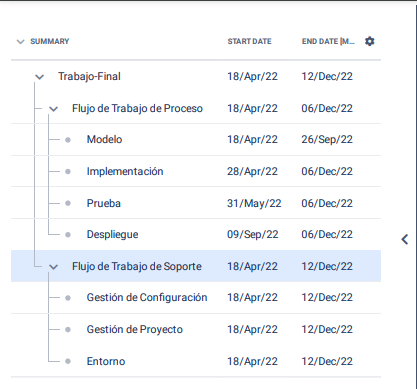 SUMMARY START DATE END DATE |M...
Trabajo-Final 18/Apr/22 12/Dec/22
Flujo de Trabajo de Proceso 18/Apr/22 06/Dec/22
Modelo 18/Apr/22 26/Sep/22
Implementación 28/Apr/22 06/Dec/22
Prueba 31/May/22 06/Dec/22
Despliegue 09/Sep/22 06/Dec/22
Flujo de Trabajo de Soporte 18/Apr/22 12/Dec/22
Gestión de Configuración 18/Apr/22 12/Dec/22
Gestión de Proyecto 18/Apr/22 12/Dec/22
Entorno 18/Apr/22 12/Dec/22